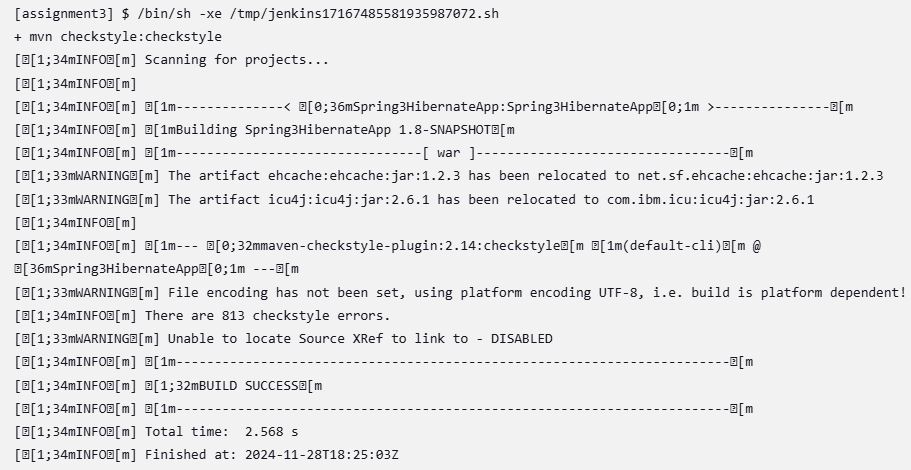 [assignment3] $ /bin/sh -xe /tmp/jenkins17167485581935987072.sh
+ mvn checkstyle:checkstyle
[␛[1;34mINFO␛[m] Scanning for projects...
[␛[1;34mINFO␛[m]
[␛[1;34mINFO␛[m] ␛[1m--------------< ␛[0;36mSpring3HibernateApp:Spring3HibernateApp␛[0;1m >---------------␛[m
[␛[1;34mINFO␛[m] ␛[1mBuilding Spring3HibernateApp 1.8-SNAPSHOT␛[m
[␛[1;34mINFO␛[m] ␛[1m--------------------------------[ war ]---------------------------------␛[m
[␛[1;33mWARNING␛[m] The artifact ehcache:ehcache:jar:1.2.3 has been relocated to net.sf.ehcache:ehcache:jar:1.2.3
[␛[1;33mWARNING␛[m] The artifact icu4j:icu4j:jar:2.6.1 has been relocated to com.ibm.icu:icu4j:jar:2.6.1
[␛[1;34mINFO␛[m]
[␛[1;34mINFO␛[m] ␛[1m--- ␛[0;32mmaven-checkstyle-plugin:2.14:checkstyle␛[m ␛[1m(default-cli)␛[m @
␛[36mSpring3HibernateApp␛[0;1m ---␛[m
[␛[1;33mWARNING␛[m] File encoding has not been set, using platform encoding UTF-8, i.e. build is platform dependent!
[␛[1;34mINFO␛[m] There are 813 checkstyle errors.
[␛[1;33mWARNING␛[m] Unable to locate Source XRef to link to - DISABLED
[␛[1;34mINFO␛[m] ␛[1m------------------------------------------------------------------------␛[m
[␛[1;34mINFO␛[m] ␛[1;32mBUILD SUCCESS␛[m
[␛[1;34mINFO␛[m] ␛[1m------------------------------------------------------------------------␛[m
[␛[1;34mINFO␛[m] Total time:  2.568 s
[␛[1;34mINFO␛[m] Finished at: 2024-11-28T18:25:03Z